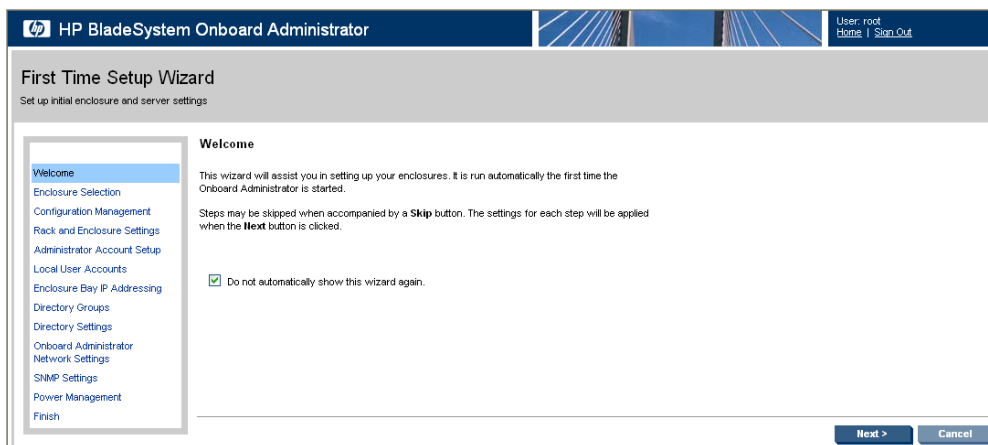 hp HP BladeSystem Onboard Administrator
User: root
Home | Sign Out
First Time Setup Wizard
Set up initial enclosure and server settings
Welcome
Enclosure Selection
Configuration Management
Rack and Enclosure Settings
Administrator Account Setup
Local User Accounts
Enclosure Bay IP Addressing
Directory Groups
Directory Settings
Onboard Administrator
Network Settings
SNMP Settings
Power Management
Finish
Welcome
This wizard will assist you in setting up your enclosures. It is run automatically the first time the
Onboard Administrator is started.
Steps may be skipped when accompanied by a Skip button. The settings for each step will be applied
when the Next button is clicked.
Do not automatically show this wizard again.
Next >
Cancel